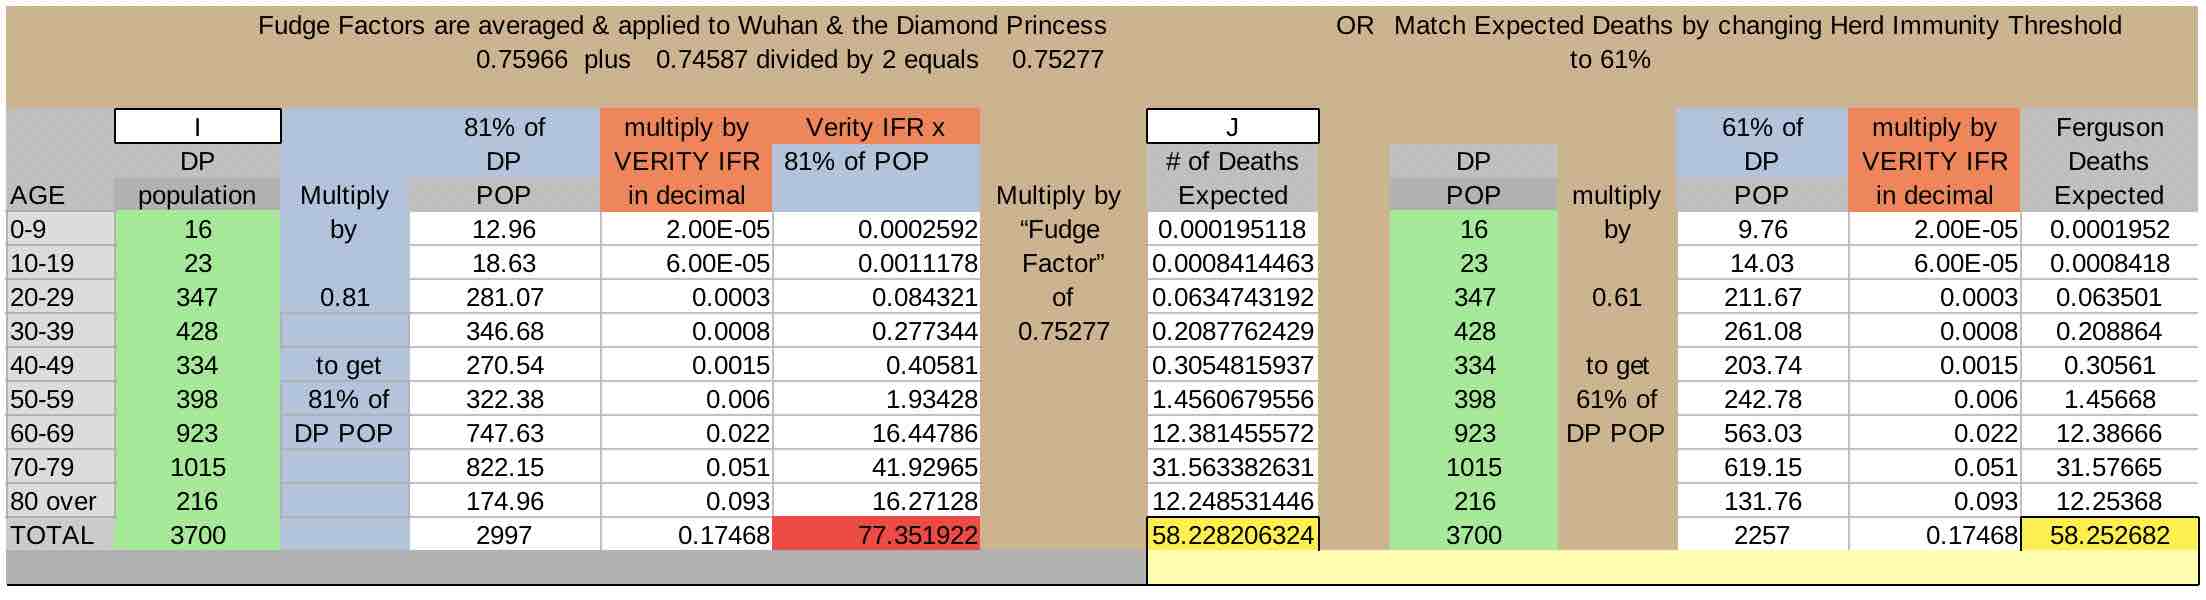 Fudge Factors are averaged & applied to Wuhan & the Diamond Princess OR Match Expected Deaths by changing Herd Immunity Threshold
0.75966 plus 0.74587 divided by 2 equals 0.75277 to 61%
I 81% of multiply by Verity IFR x J 61% of multiply by Ferguson
DP DP VERITY IFR 81% of POP # of Deaths DP DP VERITY IFR Deaths
AGE population Multiply POP in decimal Multiply by Expected POP multiply POP in decimal Expected
0-9 16 by 12.96 2.00E-05 0.0002592 “Fudge 0.000195118 16 by 9.76 2.00E-05 0.0001952
10-19 23 18.63 6.00E-05 0.0011178 Factor” 0.0008414463 23 14.03 6.00E-05 0.0008418
20-29 347 0.81 281.07 0.0003 0.084321 of 0.0634743192 347 0.61 211.67 0.0003 0.063501
30-39 428 346.68 0.0008 0.277344 0.75277 0.2087762429 428 261.08 0.0008 0.208864
40-49 334 to get 270.54 0.0015 0.40581 0.3054815937 334 to get 203.74 0.0015 0.30561
50-59 398 81% of 322.38 0.006 1.93428 1.4560679556 398 61% of 242.78 0.006 1.45668
60-69 923 DP POP 747.63 0.022 16.44786 12.381455572 923 DP POP 563.03 0.022 12.38666
70-79 1015 822.15 0.051 41.92965 31.563382631 1015 619.15 0.051 31.57665
80 over 216 174.96 0.093 16.27128 12.248531446 216 131.76 0.093 12.25368
TOTAL 3700 2997 0.17468 77.351922 58.228206324 3700 2257 0.17468 58.252682